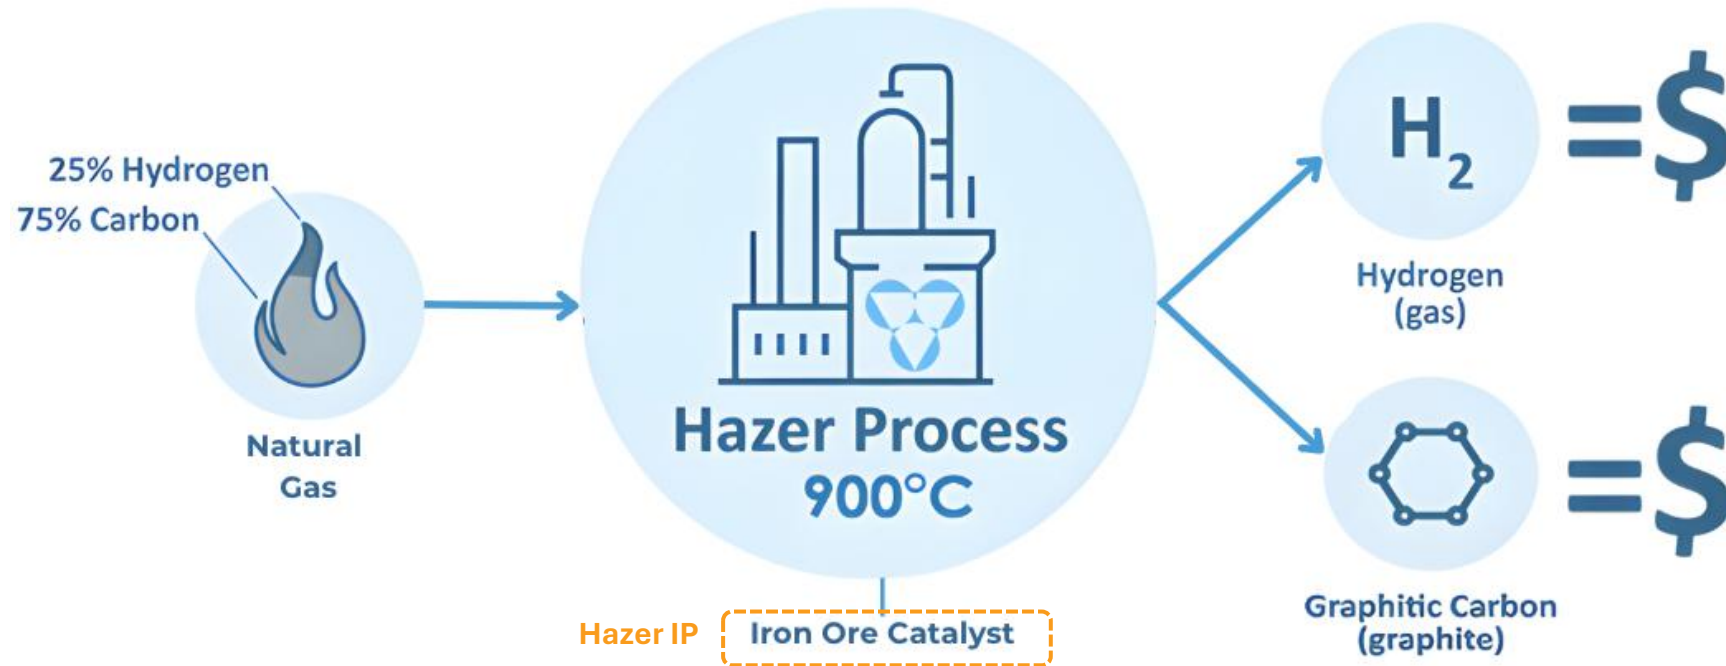 25% Hydrogen
75% Carbon
Natural
Gas
Hazer Process
900°C
Hazer IP
Iron Ore Catalyst
H2
=$
Hydrogen
(gas)
=$
Graphitic Carbon
(graphite)